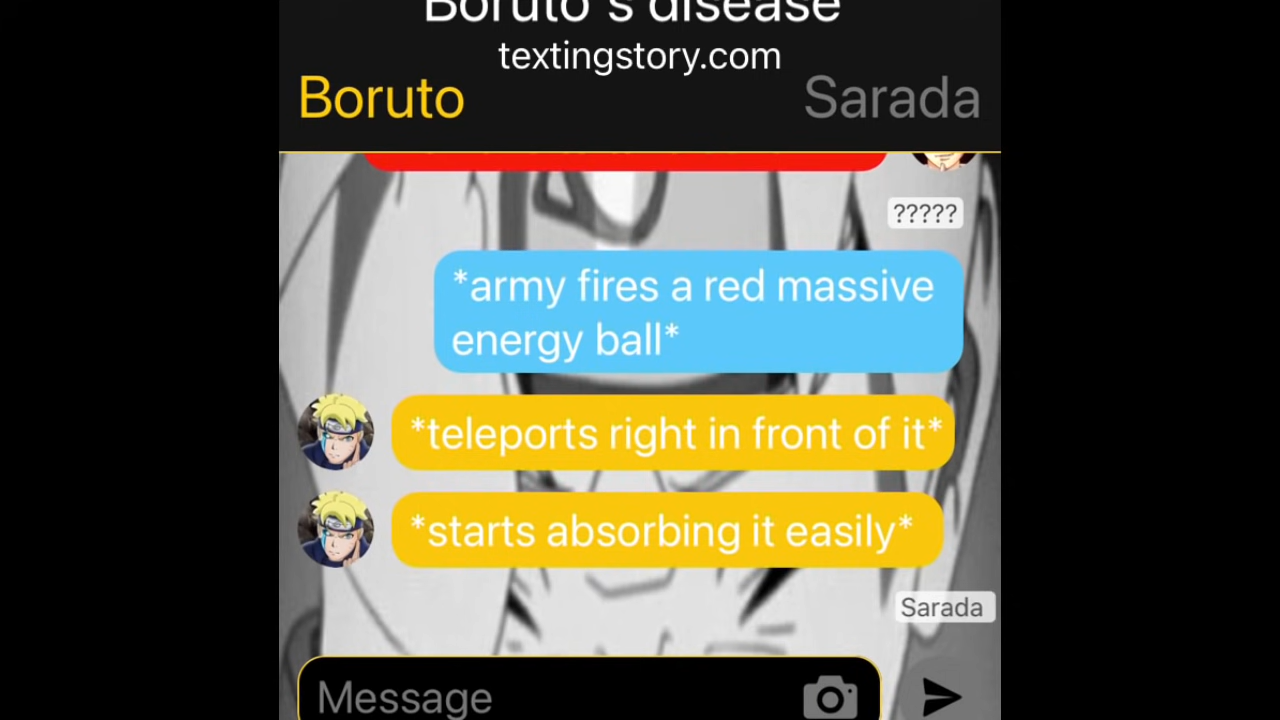 Boruto's disease
textingstory.com
Boruto
Sarada
?????
*army fires a red massive
energy ball*
*teleports right in front of it*
*starts absorbing it easily*
Sarada
Message